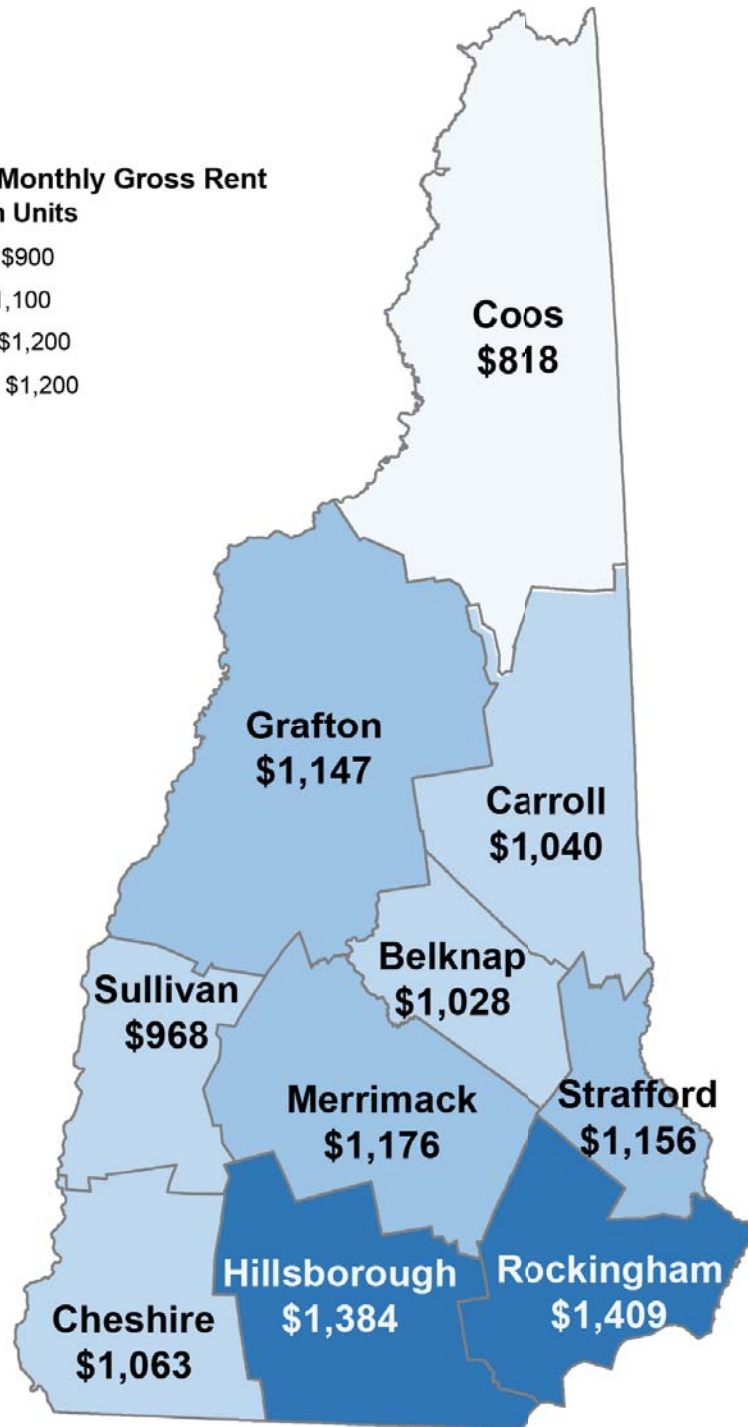 Monthly Gross Rent
Units
$900
,100
$1,200
$1,200
Coos
$818
Grafton
$1,147
Carroll
$1,040
Belknap
$1,028
Sullivan
$968
Merrimack
$1,176
Strafford
$1,156
Hillsborough
$1,384
Rockingham
$1,409
Cheshire
$1,063